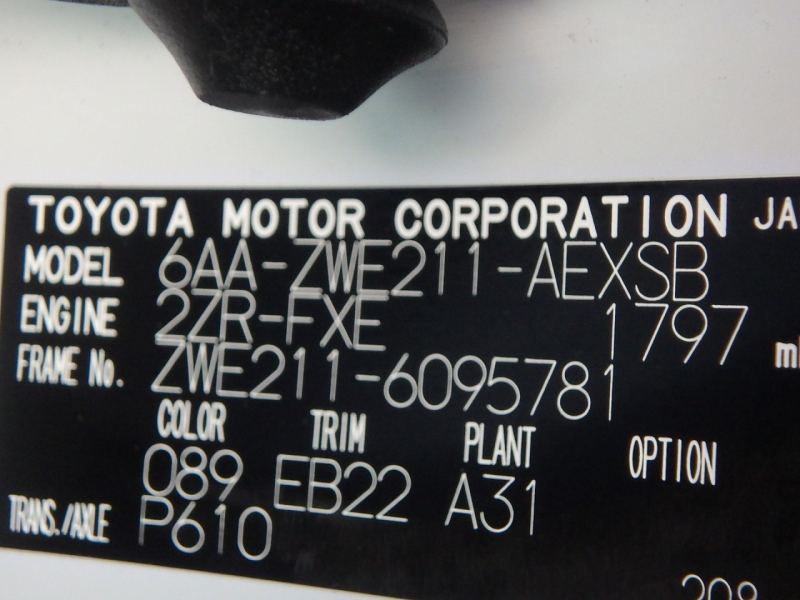 TOYOTA MOTOR CORPORATION JA
MODEL 6AA-ZWE211-AEXSB
ENGINE 2ZR-FXE 1797 m
FRAME No. ZWE211-6095781
COLOR TRIM PLANT OPTION
089 EB22 A31
TRANS./AXLE P610
208